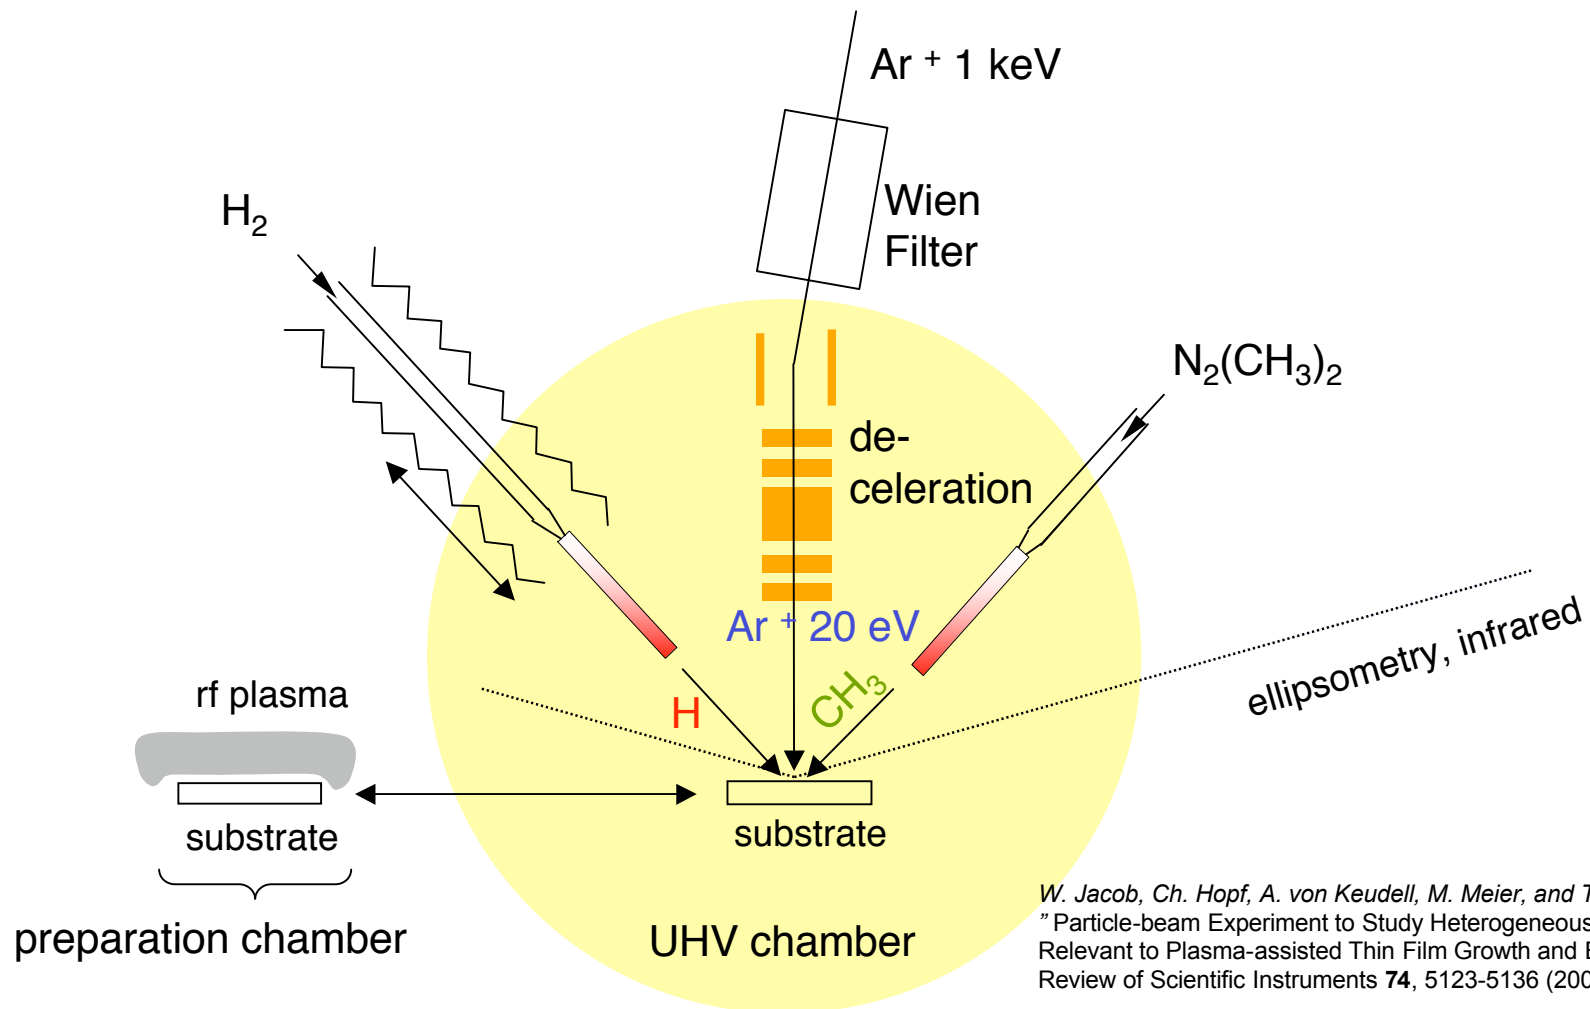 Ar + 1 keV
Wien
Filter
H2
N2(CH3)2
de-
celeration
Ar + 20 eV
CH3
H
ellipsometry, infrared
rf plasma
substrate
substrate
preparation chamber
UHV chamber
W. Jacob, Ch. Hopf, A. von Keudell, M. Meier, and
” Particle-beam Experiment to Study Heterogeneous
Relevant to Plasma-assisted Thin Film Growth and
Review of Scientific Instruments 74, 5123-5136 (200